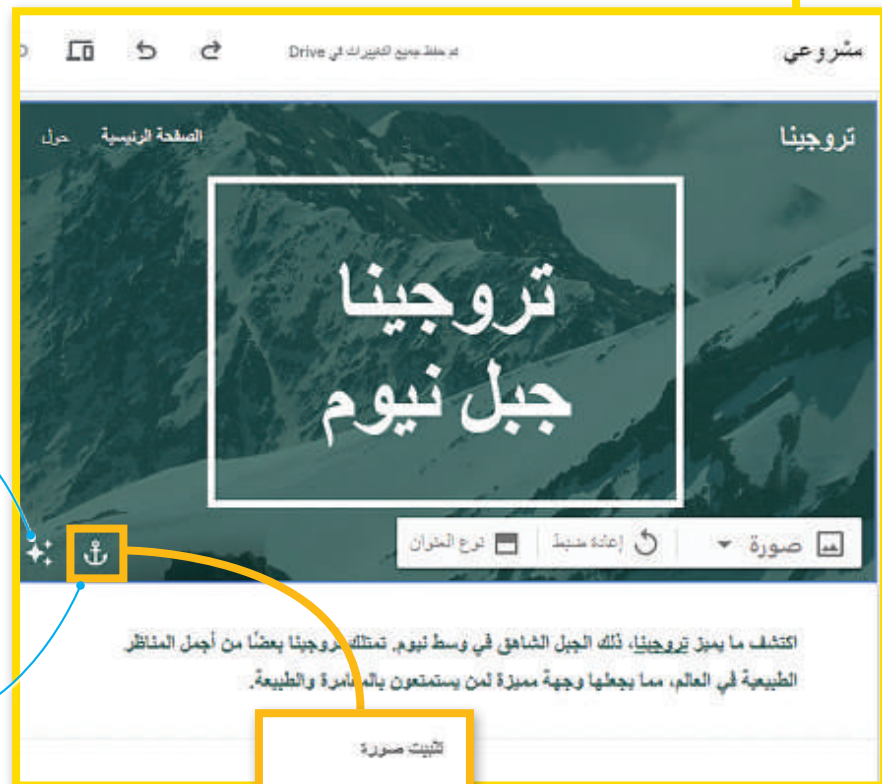 مشروعي
تم حفظ جميع التغييرات في Drive
تروجينا
الصفحة الرئيسية
حول
تروجينا
جبل نيوم
صورة
إعادة ضبط
نوع العنوان
اكتشف ما يميز تروجينا، ذلك الجبل الشاهق في وسط نيوم. تمتلك تروجينا بعضًا من أجمل المناظر
الطبيعية في العالم، مما يجعلها وجهة مميزة لمن يستمتعون بالمغامرة والطبيعة.
تثبيت صورة